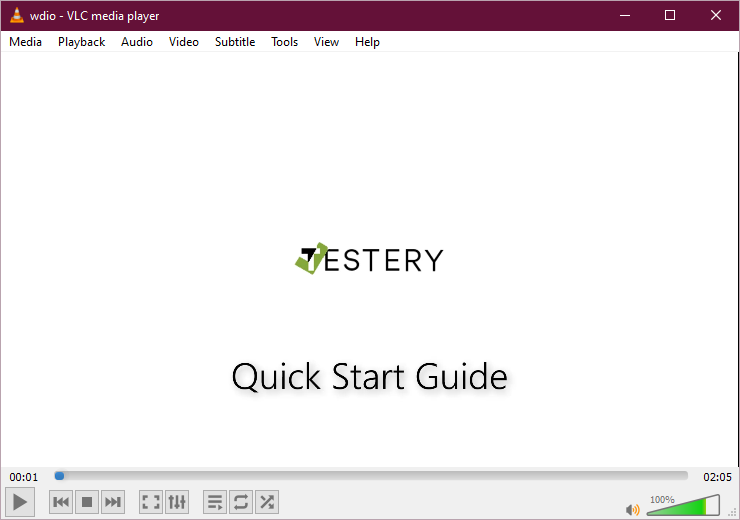 wdio - VLC media player
Media Playback Audio Video Subtitle Tools View Help
TESTERY
Quick Start Guide
00:01 02:05
100%